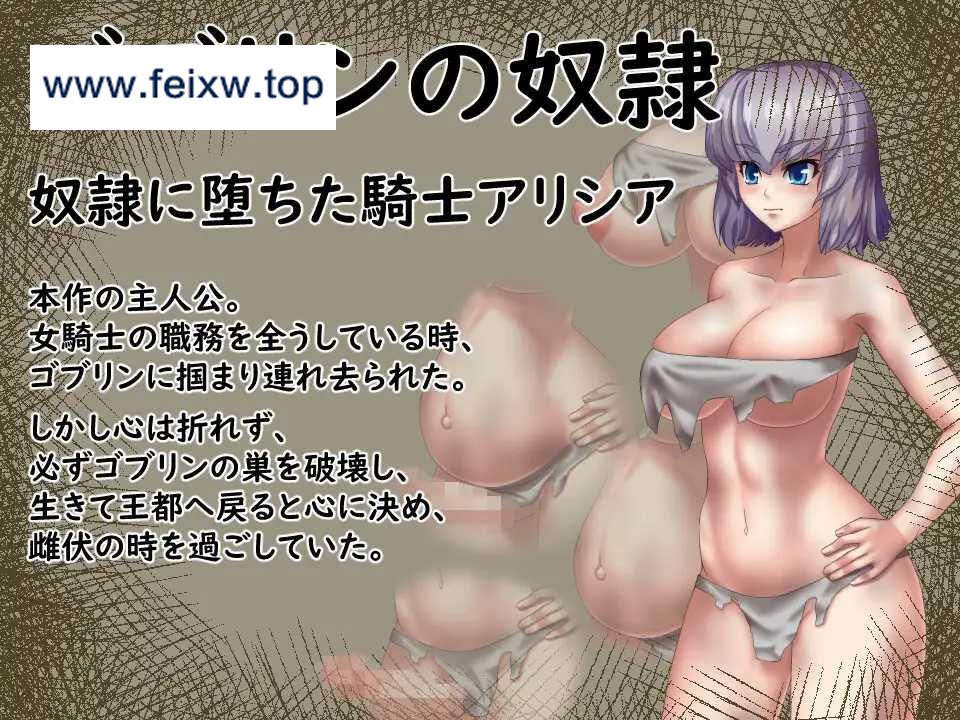 www.feixw.top
ンの奴隷
奴隷に堕ちた騎士アリシア
本作の主人公。
女騎士の職務を全うしている時、
ゴブリンに掴まり連れ去られた。
しかし心は折れず、
必ずゴブリンの巣を破壊し、
生きて王都へ戻ると心に決め、
雌伏の時を過ごしていた。